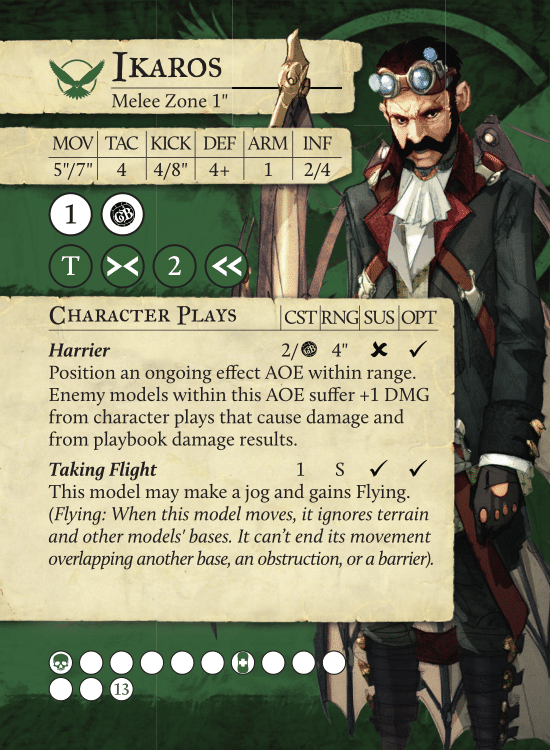 Ikaros
Melee Zone 1"
MOV TAC KICK DEF ARM INF
5"/7" 4 4/8" 4+ 1 2/4
1 GB
T >< 2 <<
Character Plays CST RNG SUS OPT
Harrier 2/GB 4" ✘ ✓
Position an ongoing effect AOE within range.
Enemy models within this AOE suffer +1 DMG
from character plays that cause damage and
from playbook damage results.
Taking Flight 1 S ✓ ✓
This model may make a jog and gains Flying.
(Flying: When this model moves, it ignores terrain
and other models' bases. It can't end its movement
overlapping another base, an obstruction, or a barrier).
13